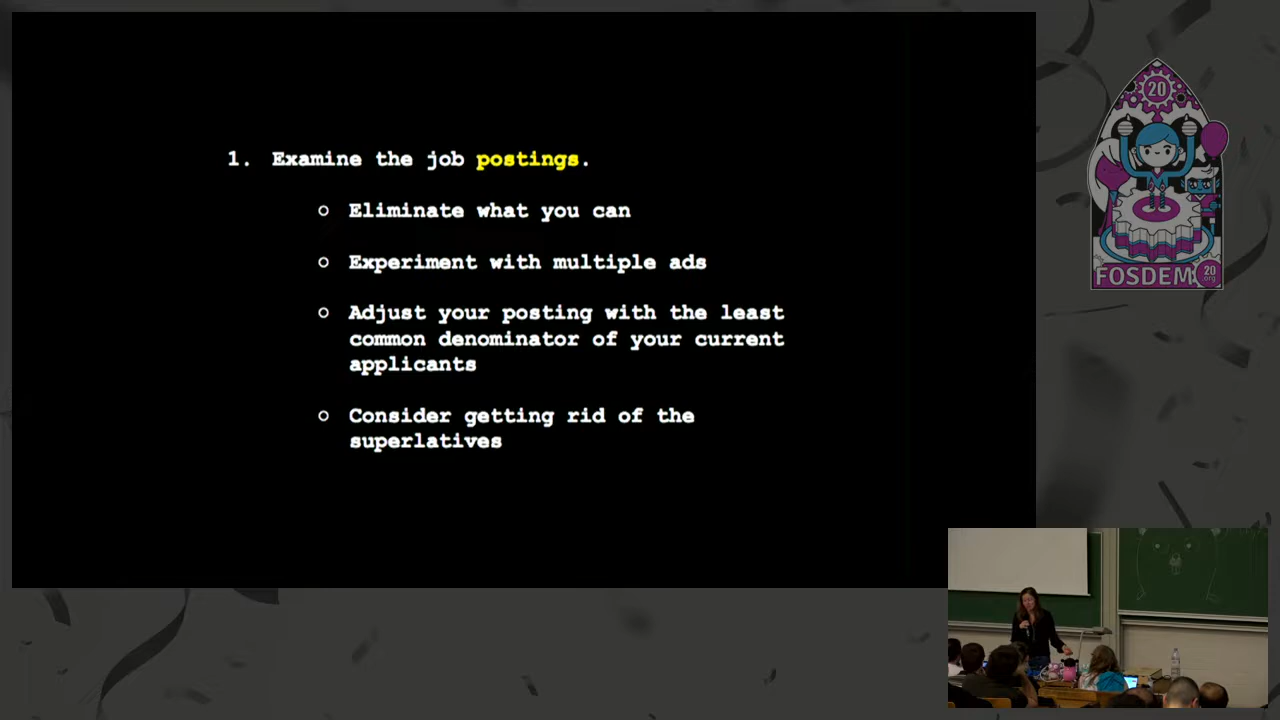 1. Examine the job postings.
○ Eliminate what you can
○ Experiment with multiple ads
○ Adjust your posting with the least
common denominator of your current
applicants
○ Consider getting rid of the
superlatives
20
FOSDEM
20
.org